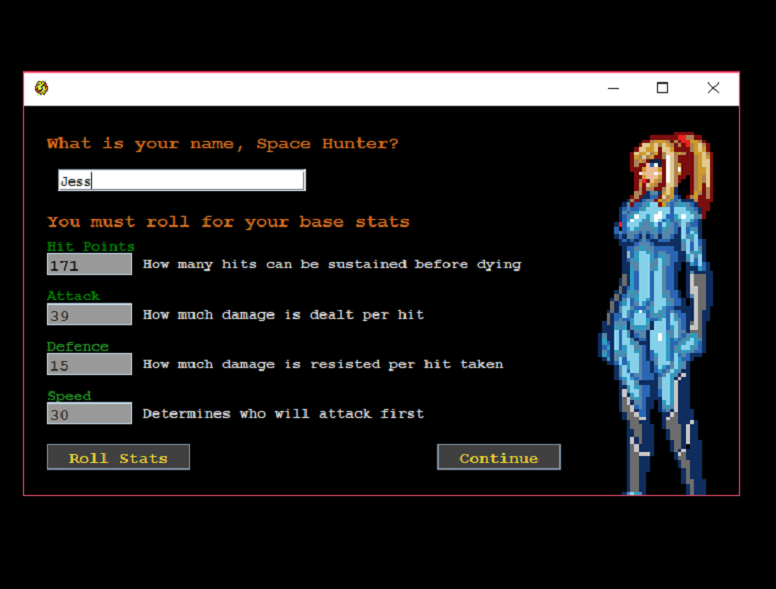 What is your name, Space Hunter?
Jess
You must roll for your base stats
Hit Points
171 How many hits can be sustained before dying
Attack
39 How much damage is dealt per hit
Defence
15 How much damage is resisted per hit taken
Speed
30 Determines who will attack first
Roll Stats Continue